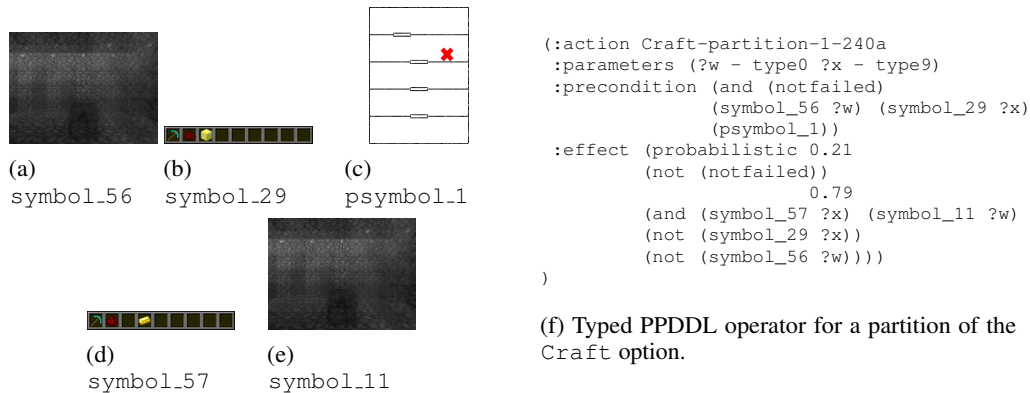 (a)
symbol_56
(b)
symbol_29
(c)
psymbol_1
(d)
symbol_57
(e)
symbol_11
(:action Craft-partition-1-240a
:parameters (?w - type0 ?x - type9)
:precondition (and (notfailed)
(symbol_56 ?w) (symbol_29 ?x)
(psymbol_1))
:effect (probabilistic 0.21
(not (notfailed))
0.79
(and (symbol_57 ?x) (symbol_11 ?w)
(not (symbol_29 ?x))
(not (symbol_56 ?w))))
)
(f) Typed PPDDL operator for a partition of the
Craft option.